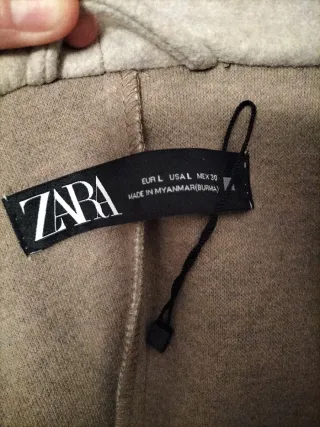 ZARA
EUR L USA L MEX 30
MADE IN MYANMAR(BURMA)